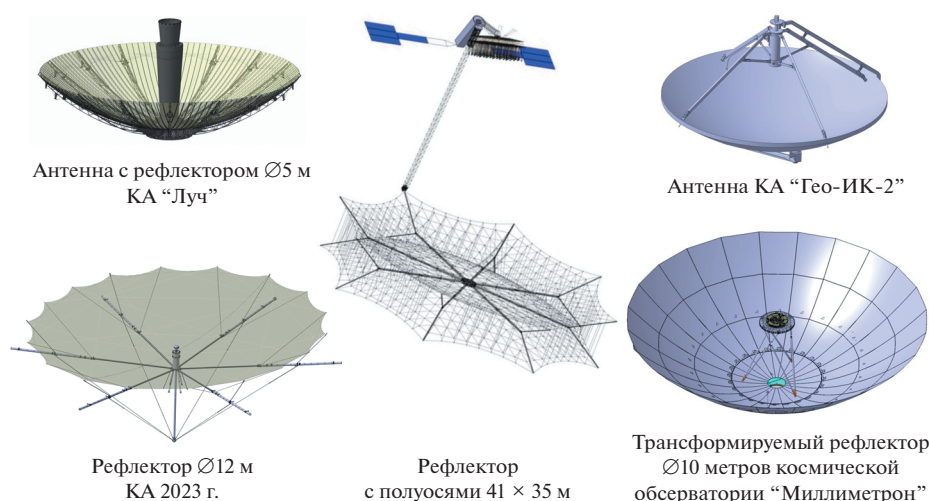 Антенна с рефлектором ∅5 м
КА “Луч”
Антенна КА “Гео-ИК-2”
Рефлектор ∅12 м
КА 2023 г.
Рефлектор
с полуосями 41 × 35 м
Трансформируемый рефлектор
∅10 метров космической
обсерватории “Миллиметрон”